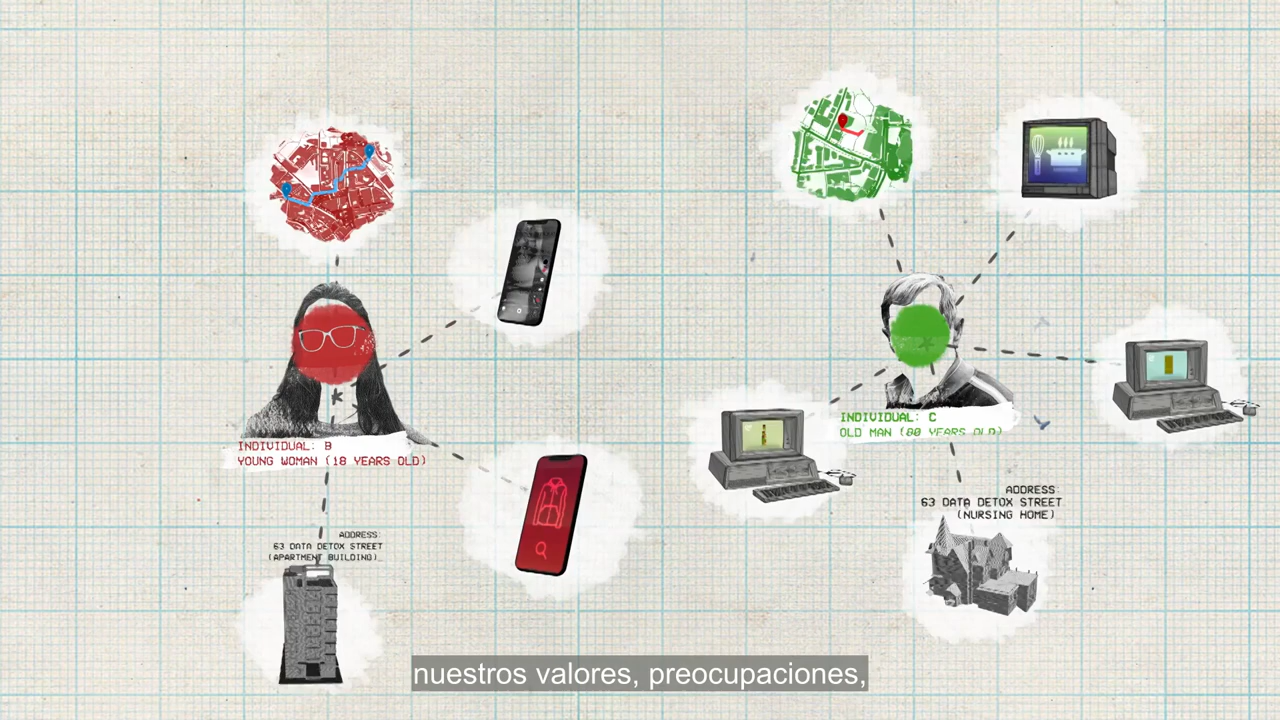 INDIVIDUAL: B
YOUNG WOMAN (18 YEARS OLD)
ADDRESS:
63 DATA DETOX STREET
(APARTMENT BUILDING)
INDIVIDUAL: C
OLD MAN (80 YEARS OLD)
ADDRESS:
63 DATA DETOX STREET
(NURSING HOME)
nuestros valores, preocupaciones,